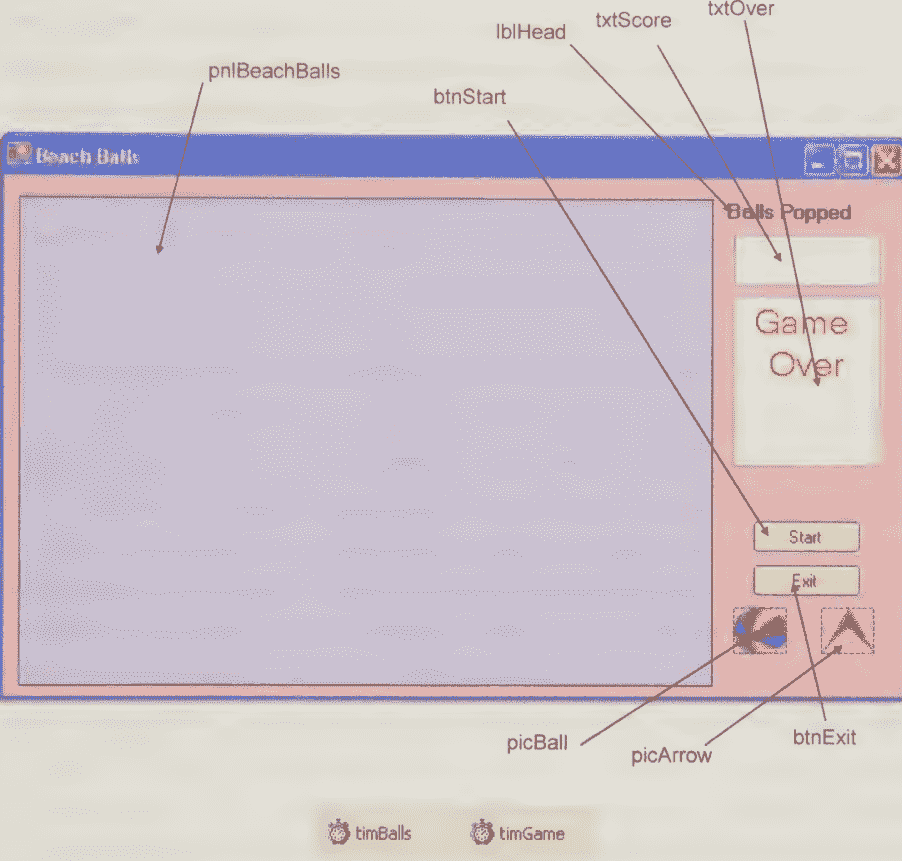 txtOver
txtScore
lblHead
pnlBeachBalls
btnStart
Beach Balls
Balls Popped
Game
Over
Start
Exit
picBall
picArrow
btnExit
timBalls
timGame